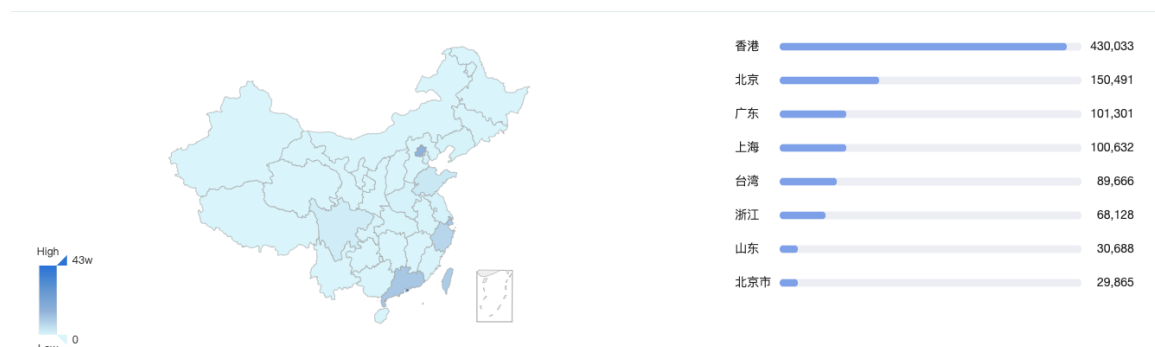 High
43w
0
Low
香港 430,033
北京 150,491
广东 101,301
上海 100,632
台湾 89,666
浙江 68,128
山东 30,688
北京市 29,865